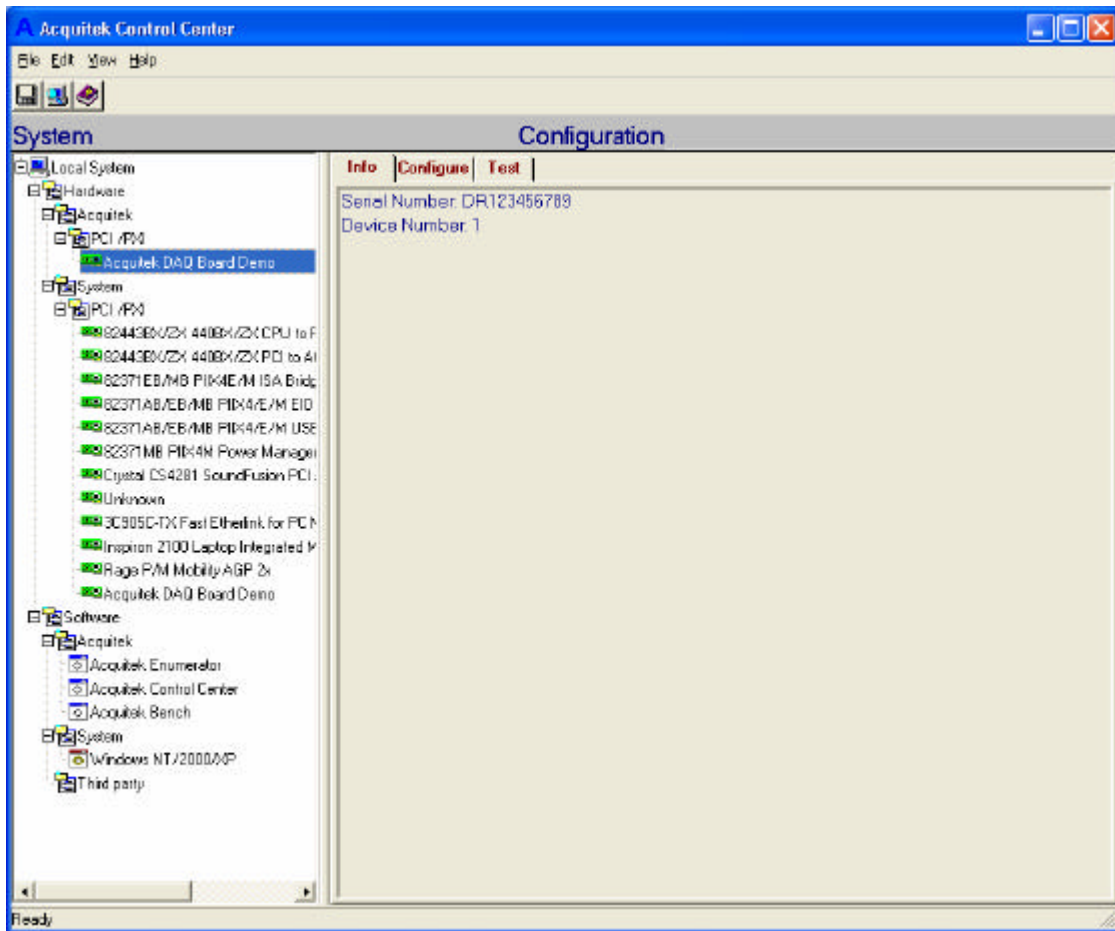 Acquitek Control Center
File Edit View Help
System
Configuration
Local System
Hardware
Acquitek
PCI /PXI
Acquitek DAQ Board Demo
System
PCI /PXI
82443BX/ZX 440BX/ZX CPU to P
82443BX/ZX 440BX/ZX PCI to A
82371EB/MB PIIX4E/M ISA Bridg
82371AB/EB/MB PIIX4/E/M EID
82371AB/EB/MB PIIX4/E/M USB
82371MB PIIX4M Power Manage
Crystal CS4281 SoundFusion PCI
Unknown
3C905C-TX Fast Etherlink for PC
Inspiron 2100 Laptop Integrated
Rage P/M Mobility AGP 2x
Acquitek DAQ Board Demo
Software
Acquitek
Acquitek Enumerator
Acquitek Control Center
Acquitek Bench
System
Windows NT/2000/XP
Third party
Info Configure Test
Serial Number: DR123456789
Device Number: 1
Ready